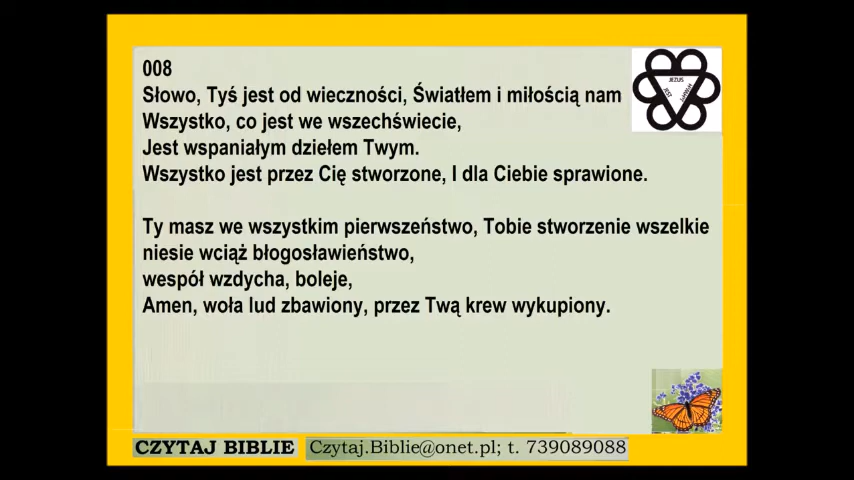 008
Słowo, Tyś jest od wieczności, Światłem i miłością nam
Wszystko, co jest we wszechświecie,
Jest wspaniałym dziełem Twym.
Wszystko jest przez Cię stworzone, I dla Ciebie sprawione.
Ty masz we wszystkim pierwszeństwo, Tobie stworzenie wszelkie
niesie wciąż błogosławieństwo,
wespół wzdycha, boleje,
Amen, woła lud zbawiony, przez Twą krew wykupiony.
JEZUS
JEST
CZYTAJ BIBLIE
Czytaj.Biblie@onet.pl; t. 739089088